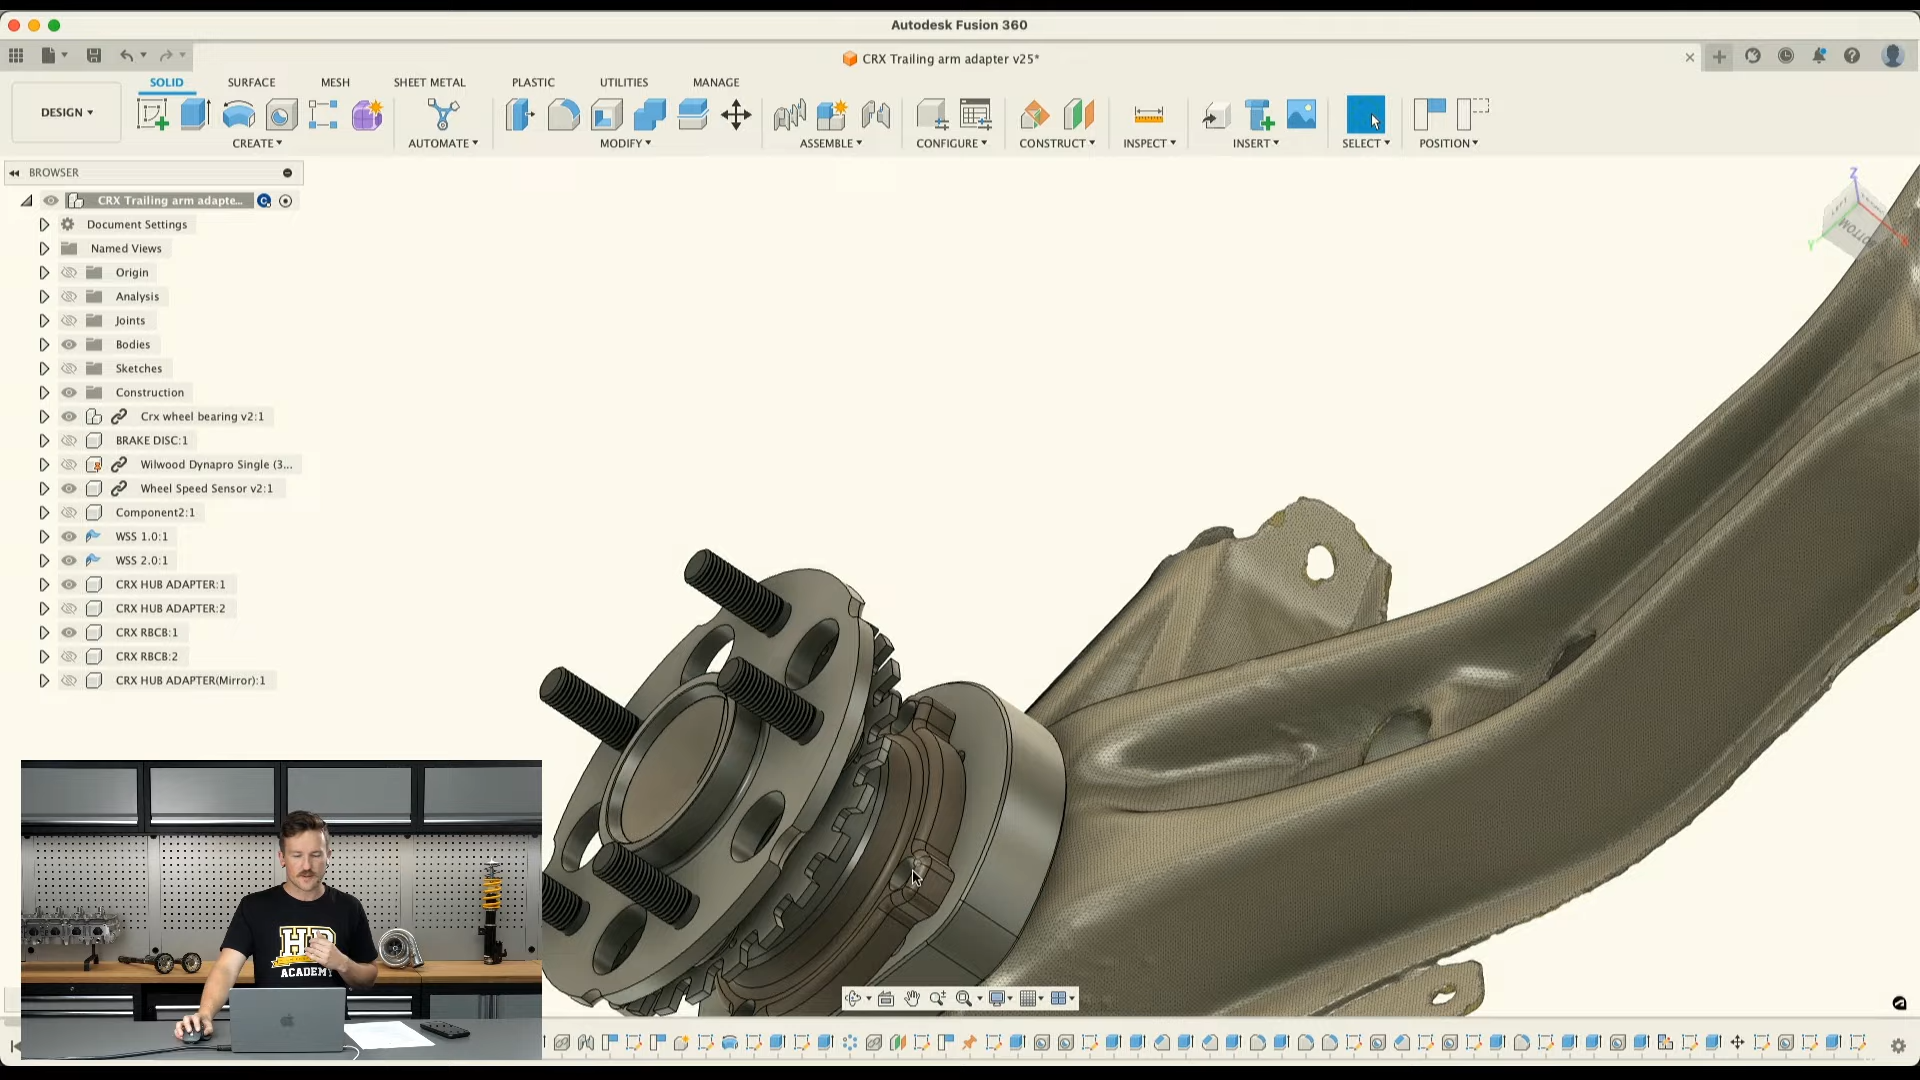 Autodesk Fusion 360
CRX Trailing arm adapter v25*
DESIGN
SOLID
SURFACE
MESH
SHEET METAL
PLASTIC
UTILITIES
MANAGE
CREATE
AUTOMATE
MODIFY
ASSEMBLE
CONFIGURE
CONSTRUCT
INSPECT
INSERT
SELECT
POSITION
BROWSER
CRX Trailing arm adapte...
Document Settings
Named Views
Origin
Analysis
Joints
Bodies
Sketches
Construction
Crx wheel bearing v2:1
BRAKE DISC:1
Wilwood Dynapro Single (3...
Wheel Speed Sensor v2:1
Component2:1
WSS 1.0:1
WSS 2.0:1
CRX HUB ADAPTER:1
CRX HUB ADAPTER:2
CRX RBCB:1
CRX RBCB:2
CRX HUB ADAPTER(Mirror):1
Z
LEFT
BOTTOM
Y
HP
ACADEMY